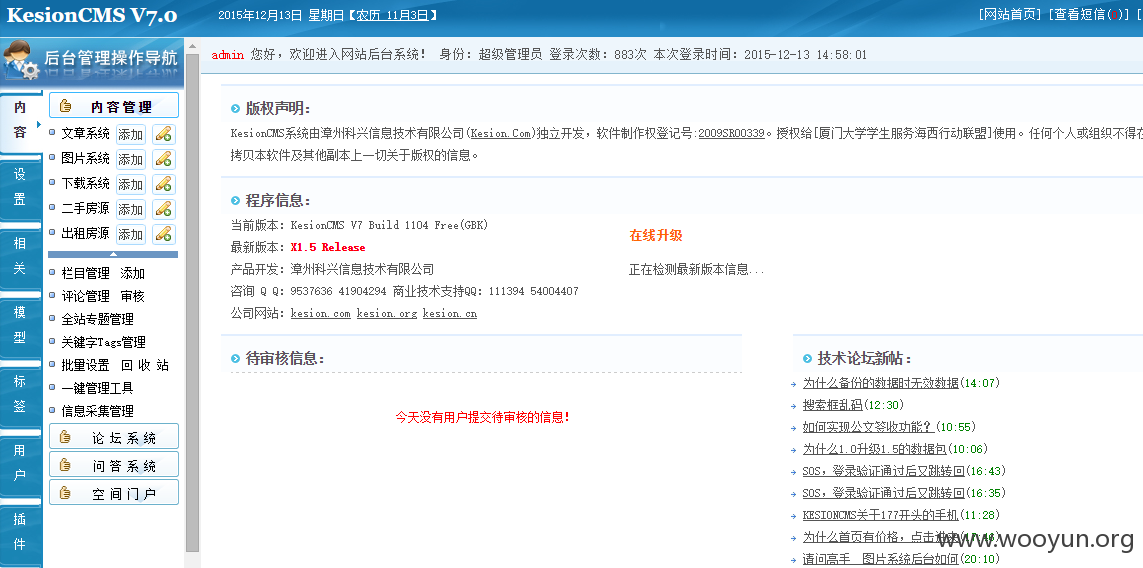 KesionCMS V7.0
2015年12月13日 星期日【农历 11月3日】
[网站首页] [查看短信(0)] [
后台管理操作导航
admin 您好，欢迎进入网站后台系统！ 身份：超级管理员 登录次数：883次 本次登录时间：2015-12-13 14:58:01
内容
设置
相关
模型
标签
用户
插件
内容管理
文章系统 添加
图片系统 添加
下载系统 添加
二手房源 添加
出租房源 添加
栏目管理 添加
评论管理 审核
全站专题管理
关键字Tags管理
批量设置 回 收 站
一键管理工具
信息采集管理
论坛系统
问答系统
空间门户
版权声明：
KesionCMS系统由漳州科兴信息技术有限公司(Kesion.Com)独立开发，软件制作权登记号:2009SR00339。授权给[厦门大学学生服务海西行动联盟]使用。任何个人或组织不得在
拷贝本软件及其他副本上一切关于版权的信息。
程序信息：
当前版本：KesionCMS V7 Build 1104 Free(GBK)
最新版本：X1.5 Release
产品开发：漳州科兴信息技术有限公司
咨询 Q Q：9537636 41904294 商业技术支持QQ：111394 54004407
公司网站：kesion.com kesion.org kesion.cn
在线升级
正在检测最新版本信息...
待审核信息：
今天没有用户提交待审核的信息!
技术论坛新帖：
为什么备份的数据时无效数据(14:07)
搜索框乱码(12:30)
如何实现公文签收功能？(10:55)
为什么1.0升级1.5的数据包(10:06)
SOS，登录验证通过后又跳转回(16:43)
SOS，登录验证通过后又跳转回(16:35)
KESIONCMS关于177开头的手机(11:28)
为什么首页有价格，点击进
请问高手 图片系统后台如何(20:10)
www.wooyun.org